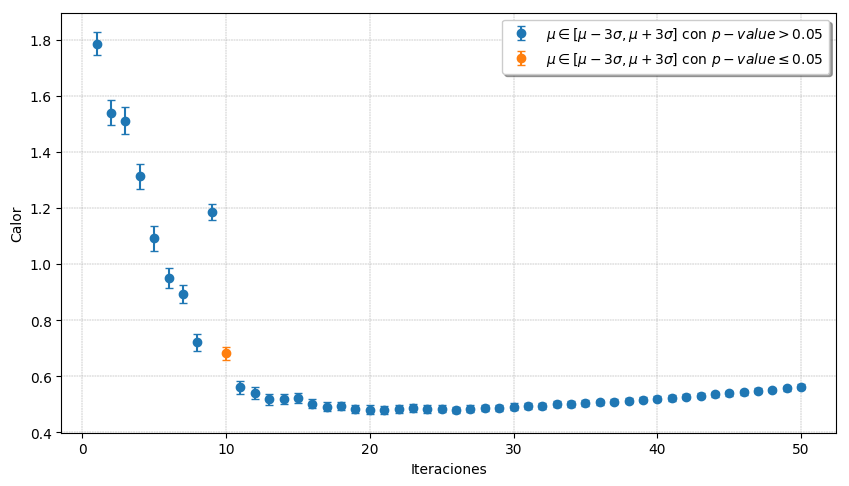 μ ∈ [μ − 3σ, μ + 3σ] con p − value > 0.05
μ ∈ [μ − 3σ, μ + 3σ] con p − value ≤ 0.05
1.8
1.6
1.4
1.2
1.0
0.8
0.6
0.4
Calor
0 10 20 30 40 50
Iteraciones